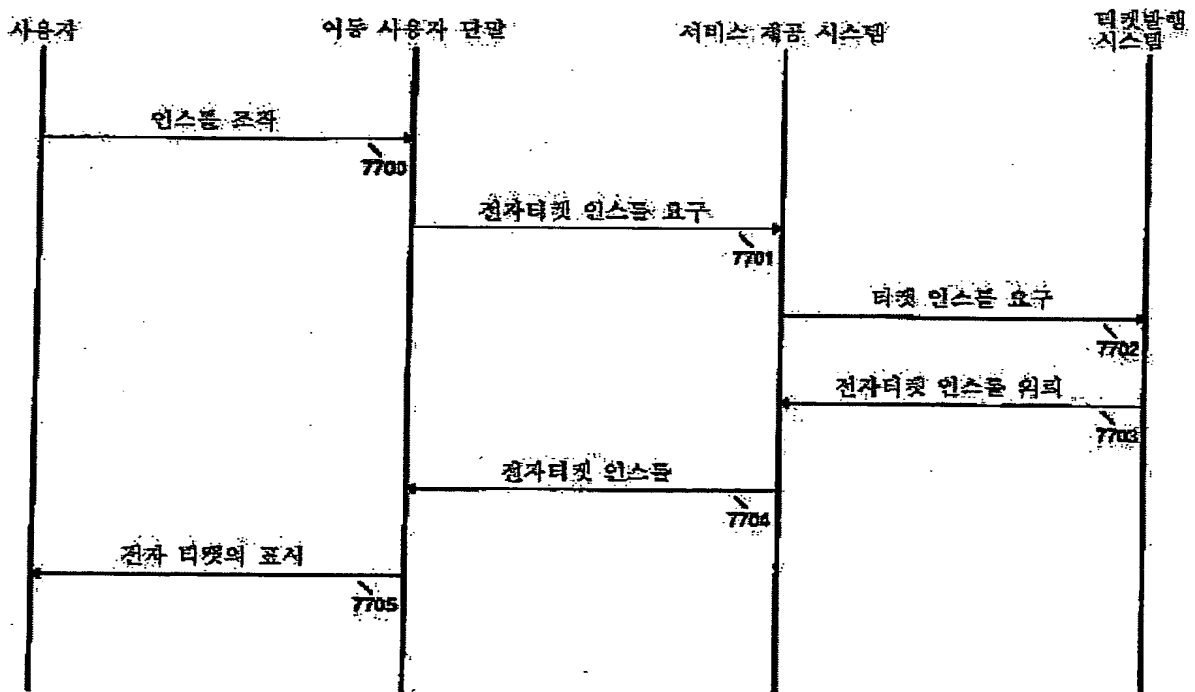 사용자
이동 사용자 단말
서비스 제공 시스템
티켓발행
시스템
인스톨 조작
7700
전자티켓 인스톨 요구
7701
티켓 인스톨 요구
7702
전자티켓 인스톨 의뢰
7703
전자티켓 인스톨
7704
전자 티켓의 표시
7705